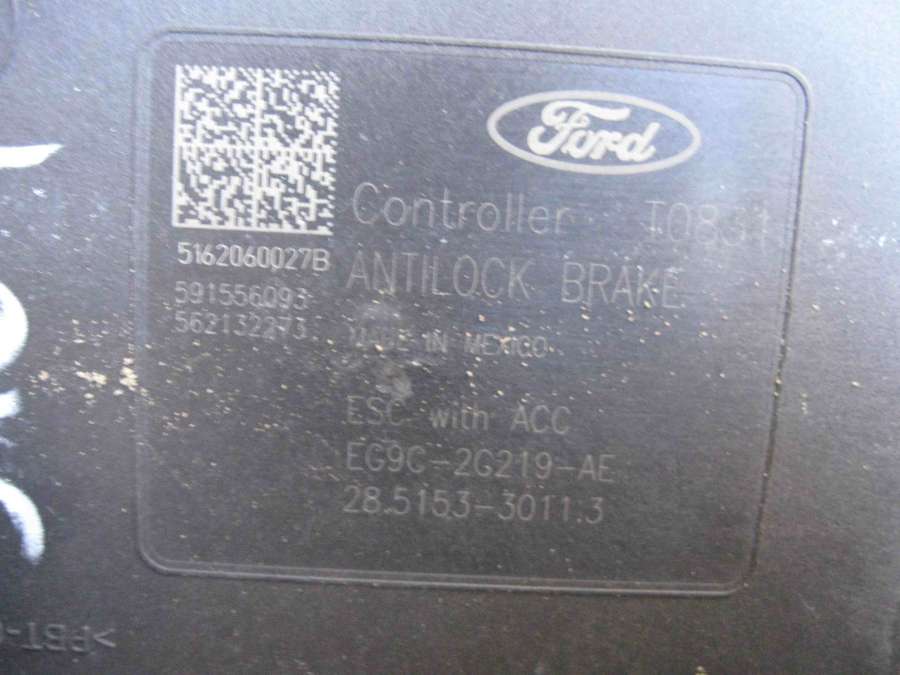 Ford
Controller
ANTILOCK BRAKE
5162060027B
591556093
562132273
MADE IN MEXICO
ESC with ACC
EG9C-2G219-AE
28.5153-3011.3